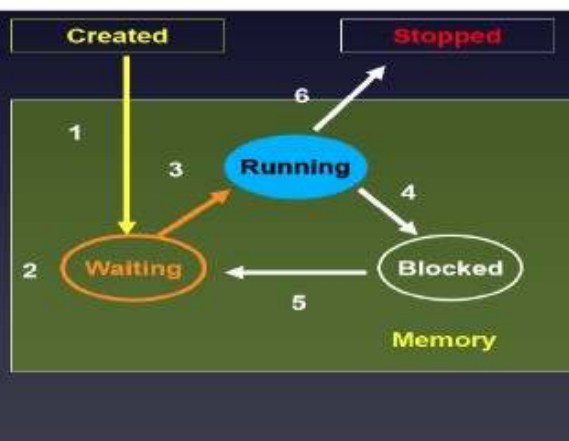 Created
Stopped
6
1
3
Running
4
2
Waiting
Blocked
5
Memory